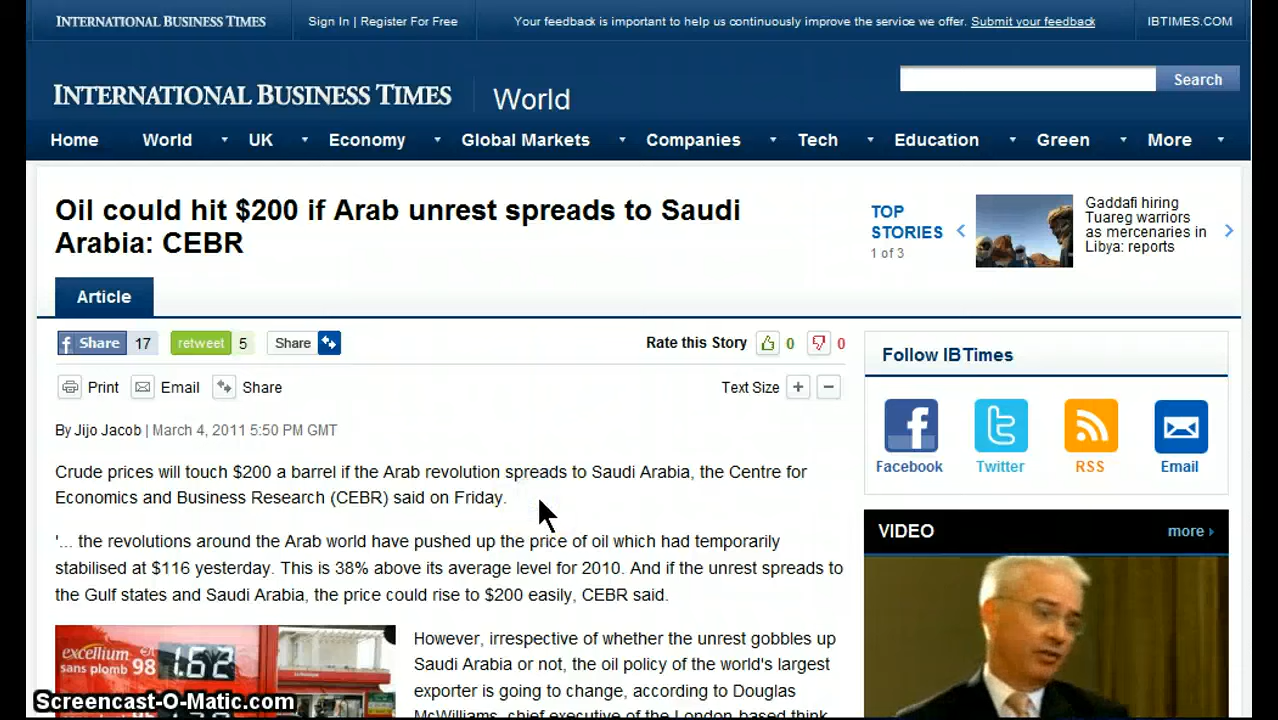 INTERNATIONAL BUSINESS TIMES
Sign In | Register For Free
Your feedback is important to help us continuously improve the service we offer. Submit your feedback
IBTIMES.COM
INTERNATIONAL BUSINESS TIMES
World
Search
Home World UK Economy Global Markets Companies Tech Education Green More
Oil could hit $200 if Arab unrest spreads to Saudi
Arabia: CEBR
TOP
STORIES
1 of 3
Gaddafi hiring
Tuareg warriors
as mercenaries in
Libya: reports
Article
f Share 17 retweet 5 Share
Rate this Story 0 0
Print Email Share
Text Size + −
By Jijo Jacob | March 4, 2011 5:50 PM GMT
Crude prices will touch $200 a barrel if the Arab revolution spreads to Saudi Arabia, the Centre for
Economics and Business Research (CEBR) said on Friday.
'... the revolutions around the Arab world have pushed up the price of oil which had temporarily
stabilised at $116 yesterday. This is 38% above its average level for 2010. And if the unrest spreads to
the Gulf states and Saudi Arabia, the price could rise to $200 easily, CEBR said.
excellium
sans plomb 98 1.62
However, irrespective of whether the unrest gobbles up
Saudi Arabia or not, the oil policy of the world's largest
exporter is going to change, according to Douglas
McWilliams, chief executive of the London-based think
Follow IBTimes
f t
Facebook Twitter RSS Email
VIDEO
more
Screencast-O-Matic.com